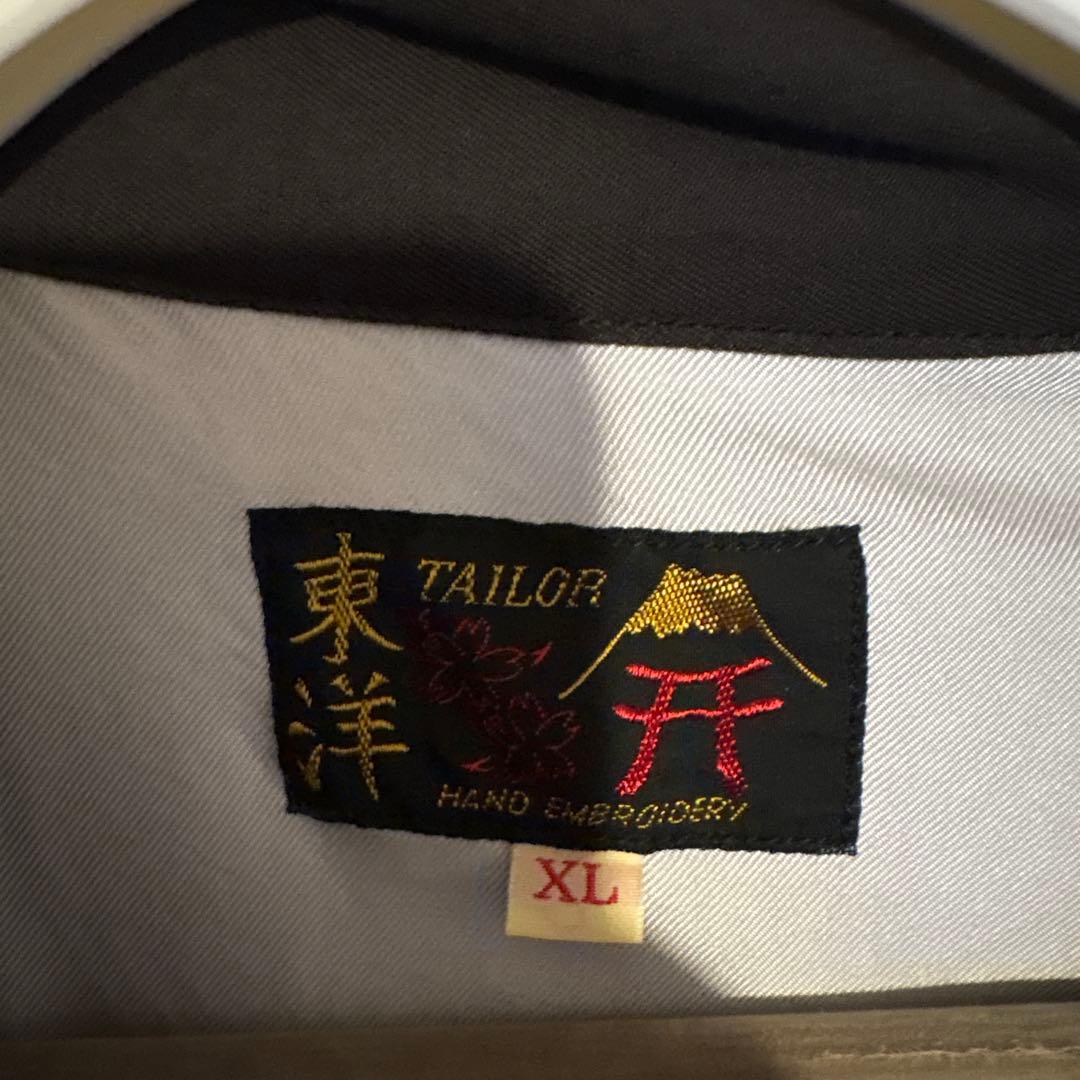 東洋
TAILOR
HAND EMBROIDERY
XL